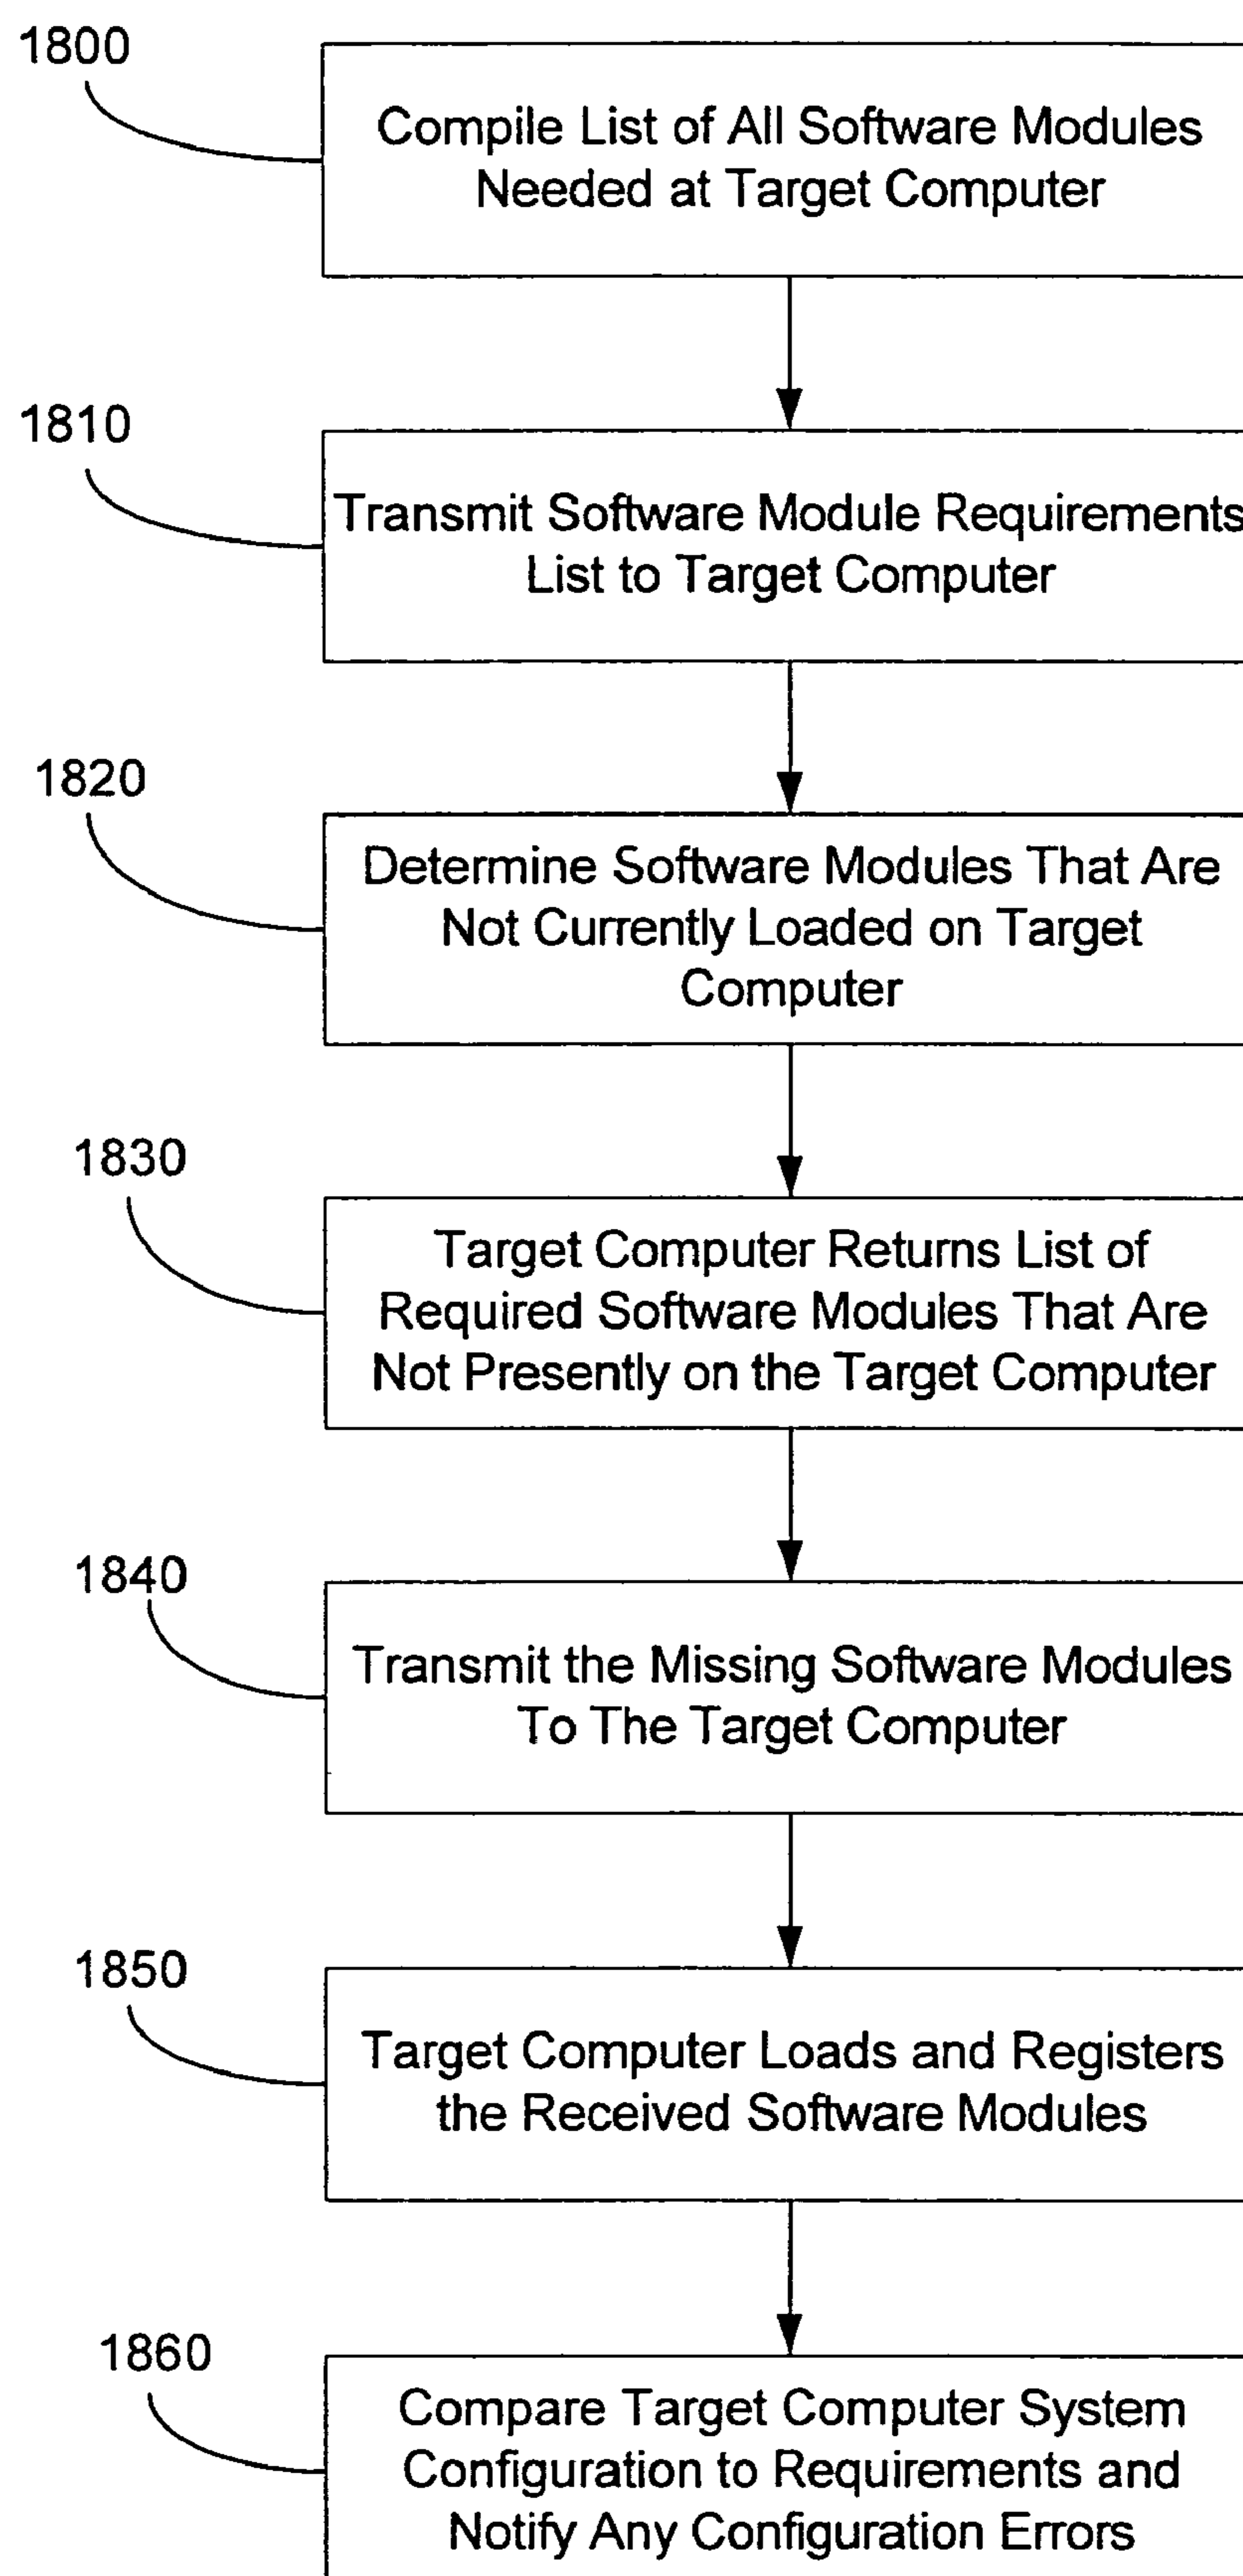 1800
Compile List of All Software Modules
Needed at Target Computer
1810
Transmit Software Module Requirements
List to Target Computer
1820
Determine Software Modules That Are
Not Currently Loaded on Target
Computer
1830
Target Computer Returns List of
Required Software Modules That Are
Not Presently on the Target Computer
1840
Transmit the Missing Software Modules
To The Target Computer
1850
Target Computer Loads and Registers
the Received Software Modules
1860
Compare Target Computer System
Configuration to Requirements and
Notify Any Configuration Errors